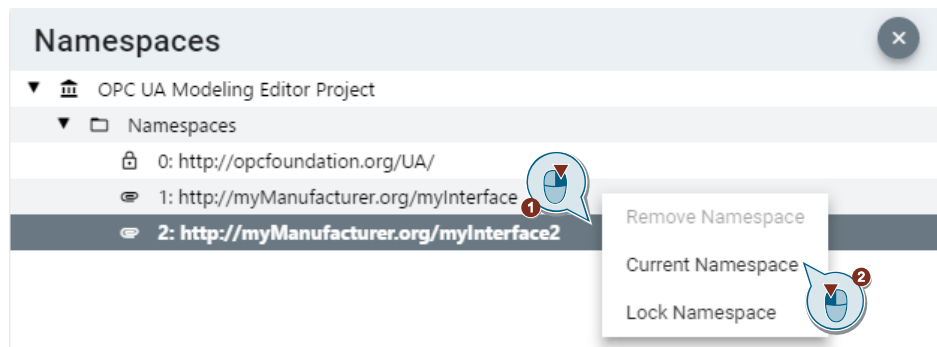 Namespaces
OPC UA Modeling Editor Project
Namespaces
0: http://opcfoundation.org/UA/
1: http://myManufacturer.org/myInterface
1
2: http://myManufacturer.org/myInterface2
Remove Namespace
Current Namespace
2
Lock Namespace